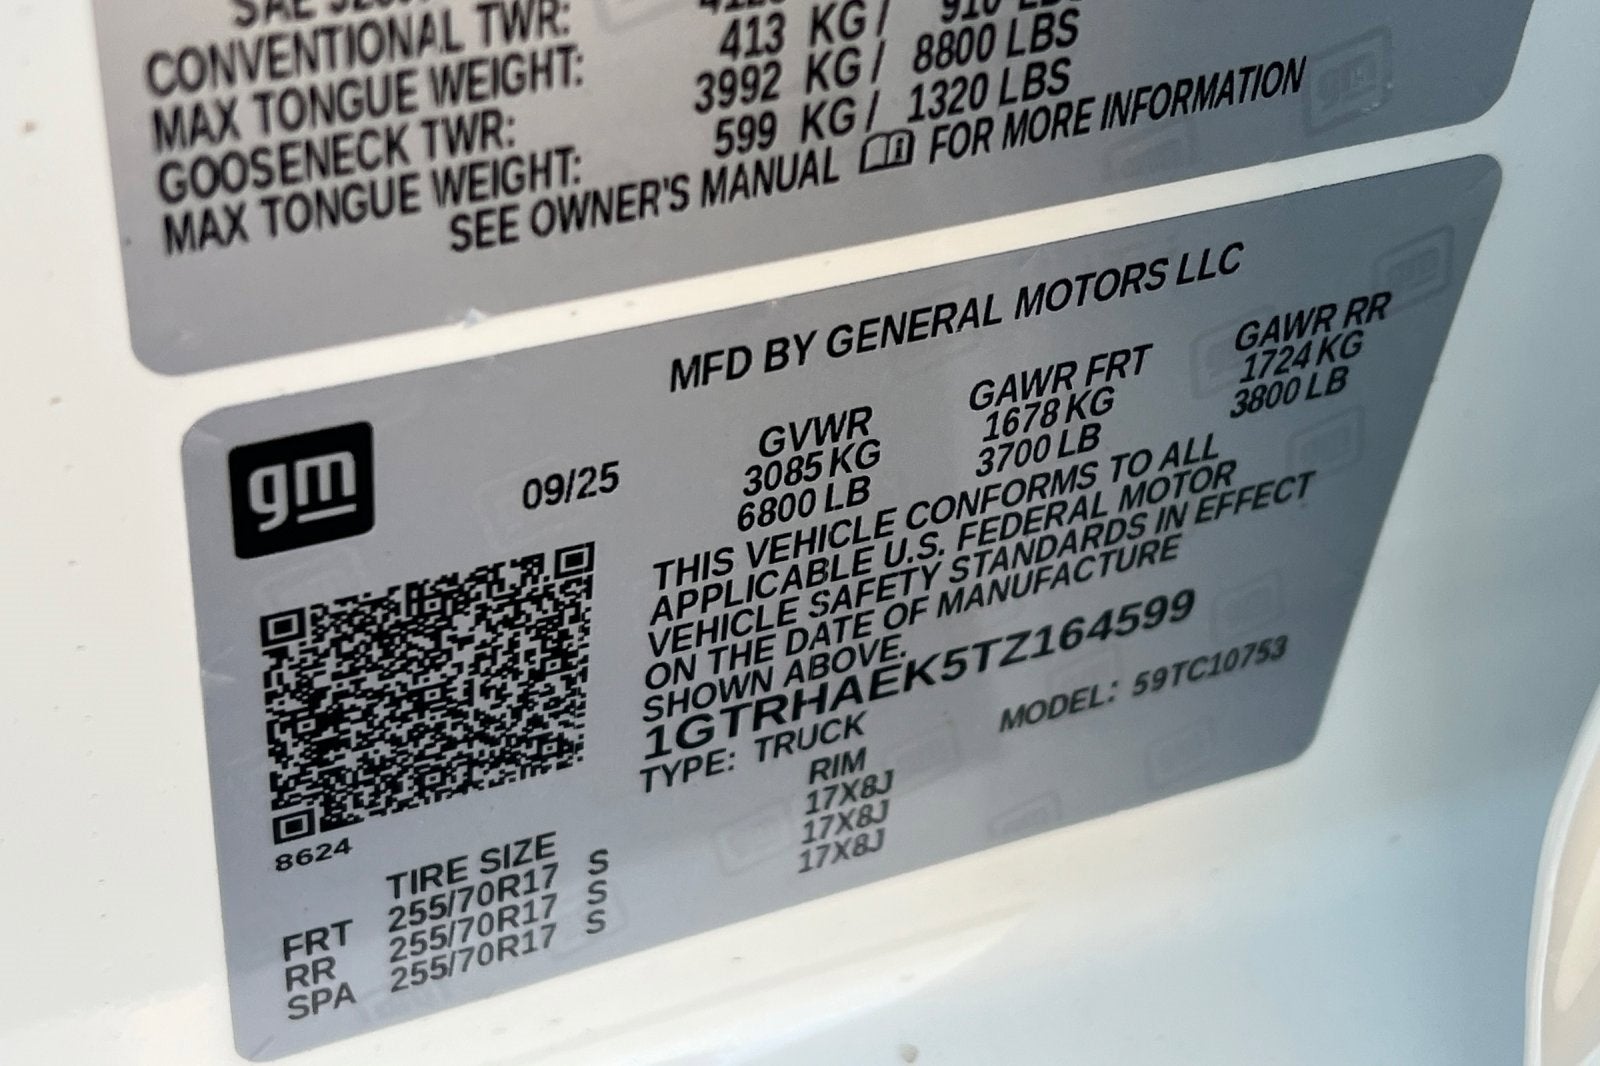 CONVENTIONAL TWR:
MAX TONGUE WEIGHT: 413 KG / 910 LBS
GOOSENECK TWR: 3992 KG / 8800 LBS
MAX TONGUE WEIGHT: 599 KG / 1320 LBS
SEE OWNER'S MANUAL FOR MORE INFORMATION
MFD BY GENERAL MOTORS LLC
gm
09/25
GVWR GAWR FRT GAWR RR
3085 KG 1678 KG 1724 KG
6800 LB 3700 LB 3800 LB
THIS VEHICLE CONFORMS TO ALL
APPLICABLE U.S. FEDERAL MOTOR
VEHICLE SAFETY STANDARDS IN EFFECT
ON THE DATE OF MANUFACTURE
SHOWN ABOVE.
1GTRHAEK5TZ164599
TYPE: TRUCK MODEL: 59TC10753
8624
TIRE SIZE RIM
FRT 255/70R17 S 17X8J
RR 255/70R17 S 17X8J
SPA 255/70R17 S 17X8J